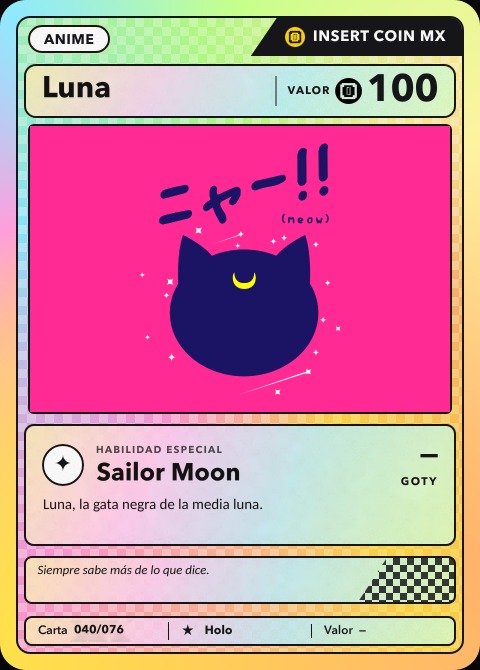 ANIME
INSERT COIN MX
Luna
VALOR 100
ニャー!!
(meow)
HABILIDAD ESPECIAL
Sailor Moon
–
GOTY
Luna, la gata negra de la media luna.
Siempre sabe más de lo que dice.
Carta 040/076 ★ Holo Valor –